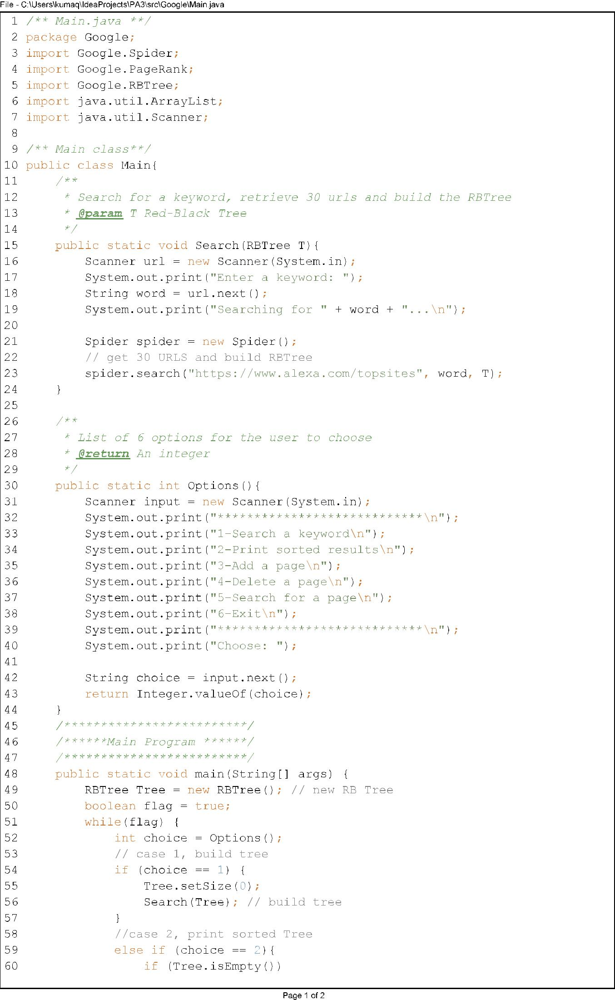 File - C:\Users\kumaq\IdeaProjects\PA3\src\Google\Main.java
1 /** Main.java **/
2 package Google;
3 import Google.Spider;
4 import Google.PageRank;
5 import Google.RBTree;
6 import java.util.ArrayList;
7 import java.util.Scanner;
8
9 /** Main class**/
10 public class Main{
11     /**
12      * Search for a keyword, retrieve 30 urls and build the RBTree
13      * @param T Red-Black Tree
14      */
15     public static void Search(RBTree T){
16         Scanner url = new Scanner(System.in);
17         System.out.print("Enter a keyword: ");
18         String word = url.next();
19         System.out.print("Searching for " + word + "...\n");
20
21         Spider spider = new Spider();
22         // get 30 URLS and build RBTree
23         spider.search("https://www.alexa.com/topsites", word, T);
24     }
25
26     /**
27      * List of 6 options for the user to choose
28      * @return An integer
29      */
30     public static int Options(){
31         Scanner input = new Scanner(System.in);
32         System.out.print("****************************\n");
33         System.out.print("1-Search a keyword\n");
34         System.out.print("2-Print sorted results\n");
35         System.out.print("3-Add a page\n");
36         System.out.print("4-Delete a page\n");
37         System.out.print("5-Search for a page\n");
38         System.out.print("6-Exit\n");
39         System.out.print("****************************\n");
40         System.out.print("Choose: ");
41
42         String choice = input.next();
43         return Integer.valueOf(choice);
44     }
45     /*************************/
46     /******Main Program ******/
47     /*************************/
48     public static void main(String[] args) {
49         RBTree Tree = new RBTree(); // new RB Tree
50         boolean flag = true;
51         while(flag) {
52             int choice = Options();
53             // case 1, build tree
54             if (choice == 1) {
55                 Tree.setSize(0);
56                 Search(Tree); // build tree
57             }
58             //case 2, print sorted Tree
59             else if (choice == 2){
60                 if (Tree.isEmpty())
Page 1 of 2